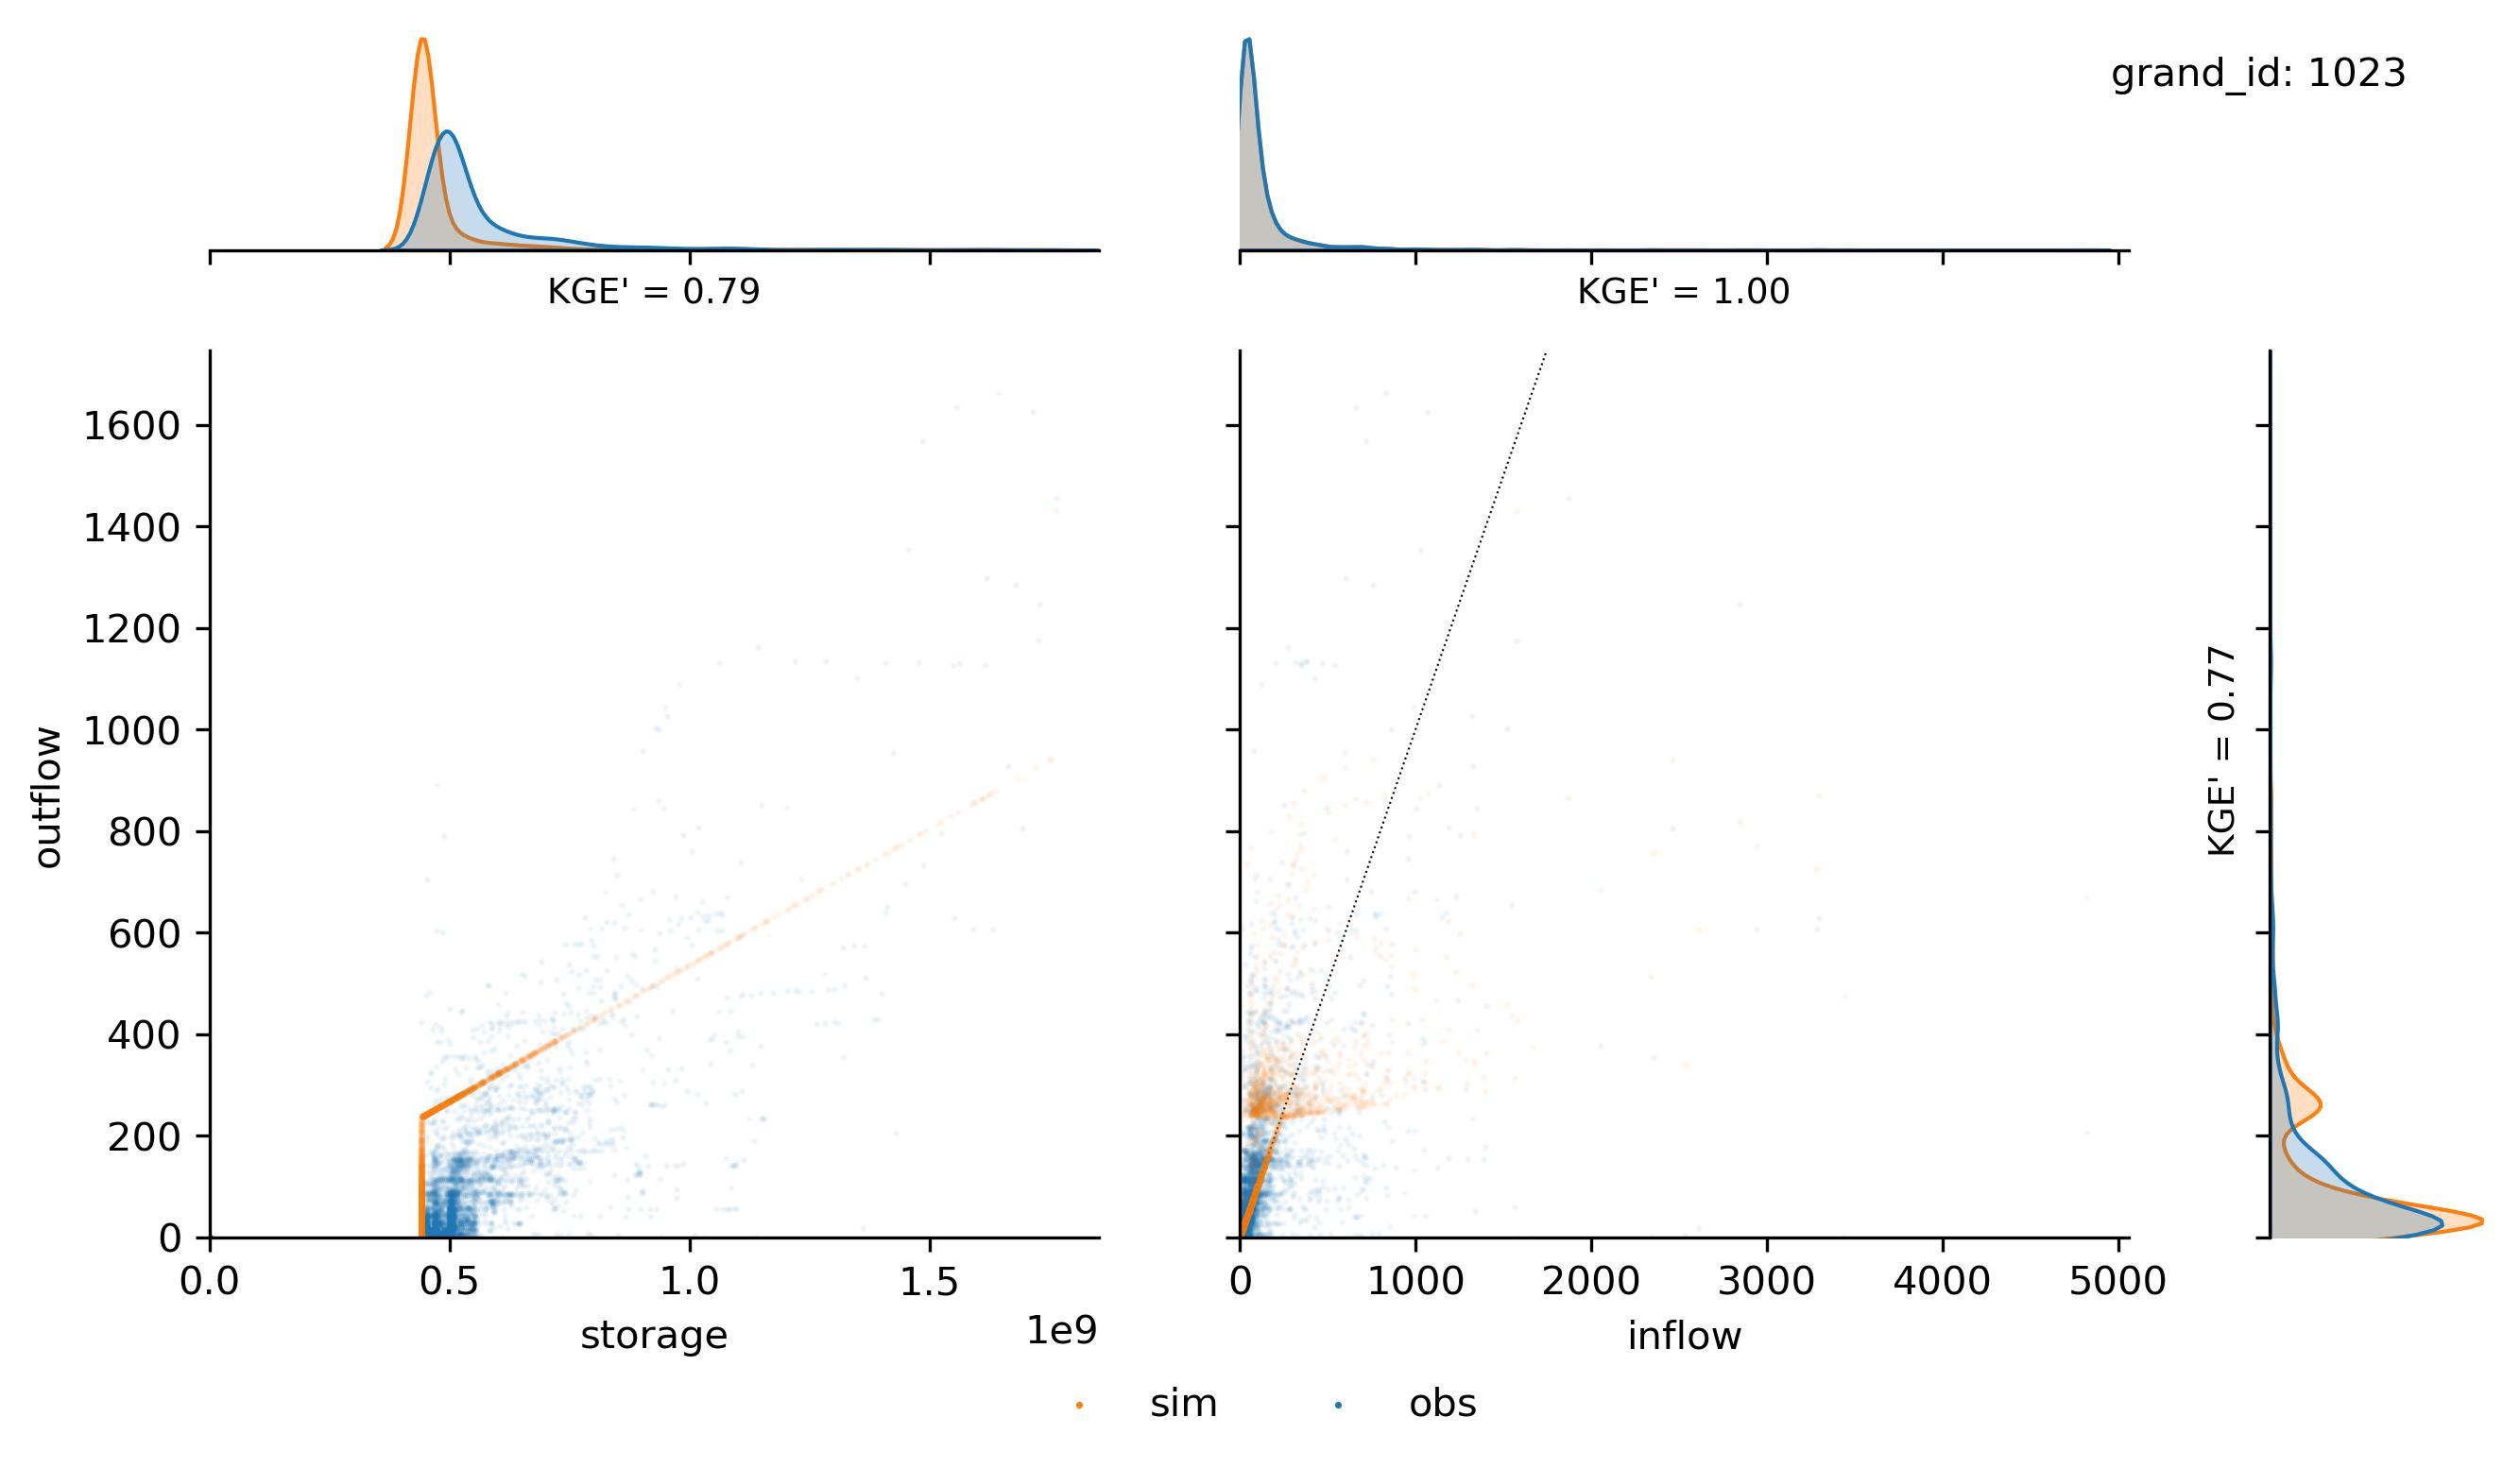 grand_id: 1023
KGE' = 0.79
KGE' = 1.00
outflow
1600
1400
1200
1000
800
600
400
200
0
KGE' = 0.77
0.0 0.5 1.0 1.5
0 1000 2000 3000 4000 5000
storage
1e9
inflow
sim obs